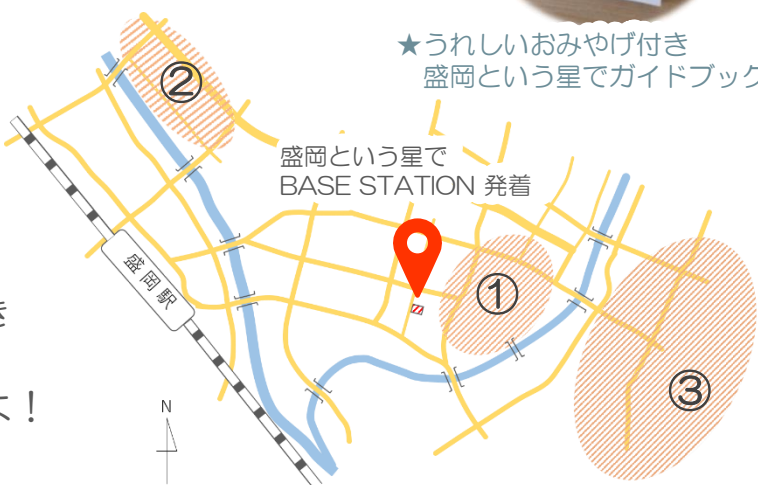 ★うれしいおみやげ付き
盛岡という星でガイドブック
②
盛岡という星で
BASE STATION 発着
①
盛岡駅
③
き
よ！
N